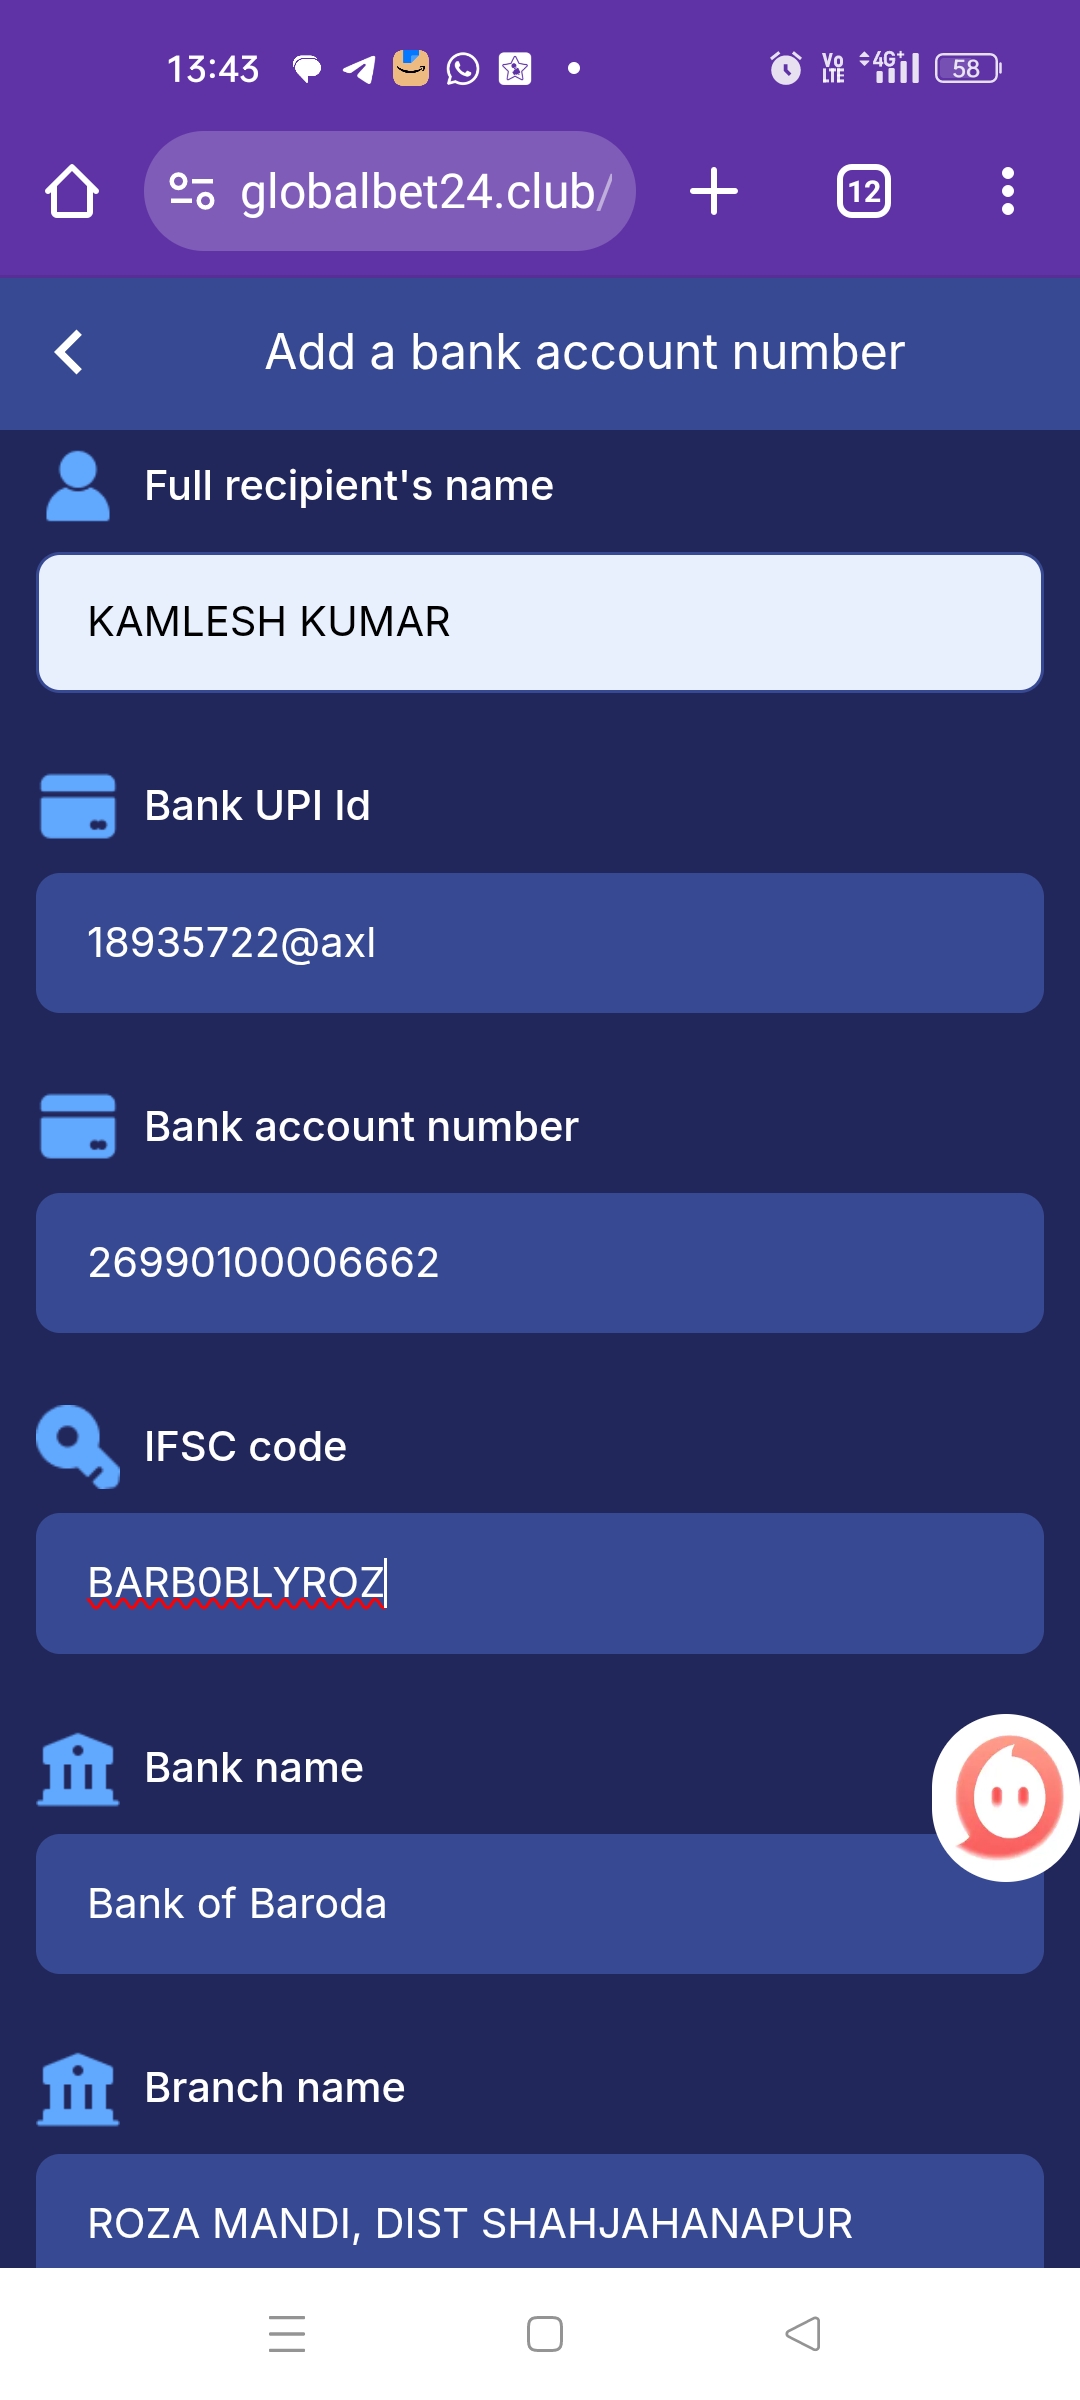 13:43
Vo LTE 4G+ 58
globalbet24.club/
12
Add a bank account number
Full recipient's name
KAMLESH KUMAR
Bank UPI Id
18935722@axl
Bank account number
26990100006662
IFSC code
BARB0BLYROZ
Bank name
Bank of Baroda
Branch name
ROZA MANDI, DIST SHAHJAHANAPUR